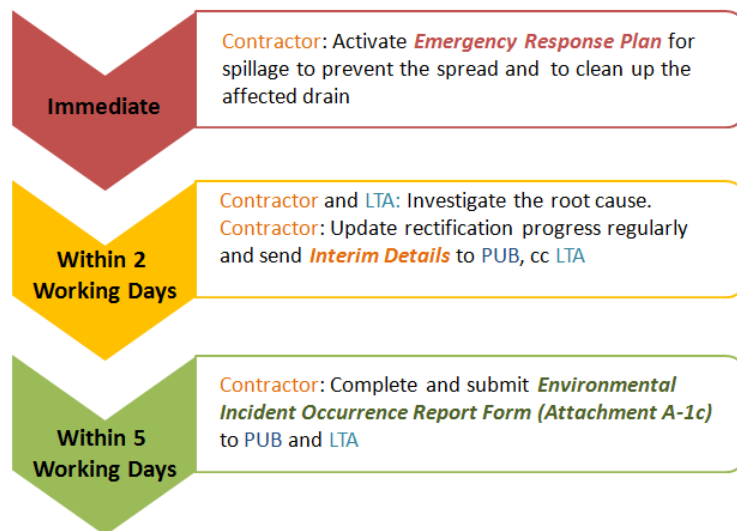 Immediate
Contractor: Activate Emergency Response Plan for
spillage to prevent the spread and to clean up the
affected drain
Within 2
Working Days
Contractor and LTA: Investigate the root cause.
Contractor: Update rectification progress regularly
and send Interim Details to PUB, cc LTA
Within 5
Working Days
Contractor: Complete and submit Environmental
Incident Occurrence Report Form (Attachment A-1c)
to PUB and LTA